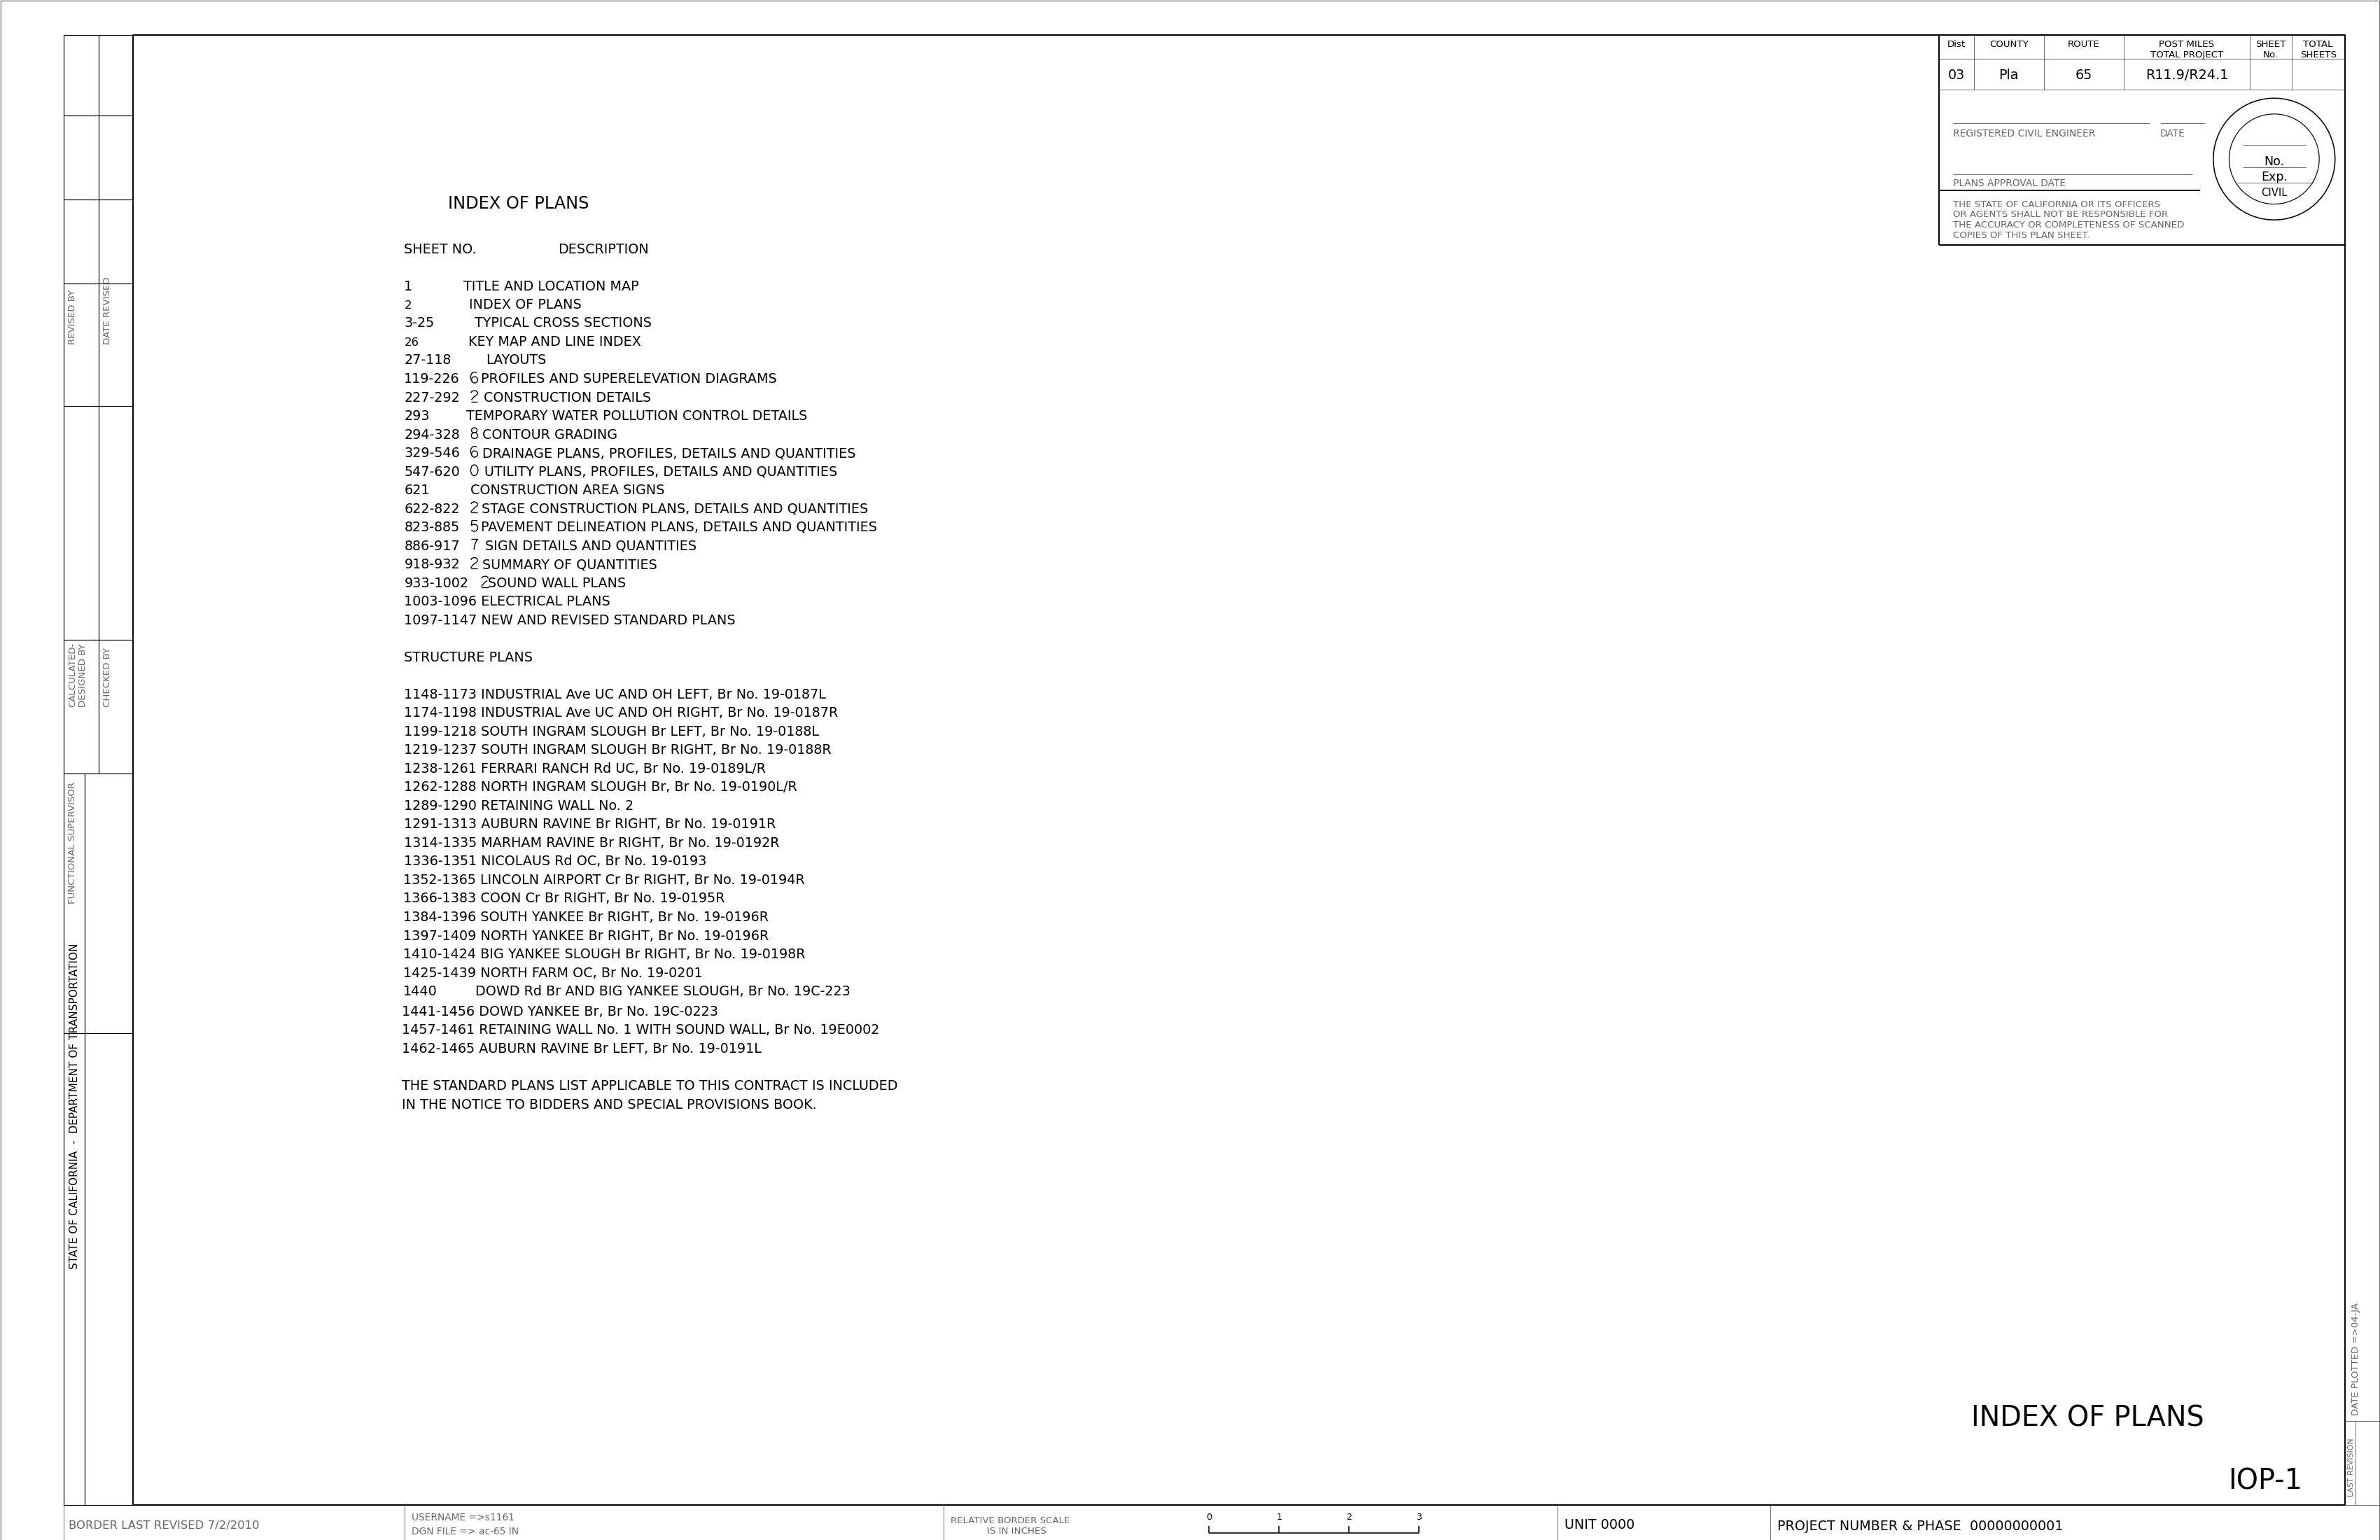 Dist COUNTY ROUTE POST MILES TOTAL PROJECT SHEET No. TOTAL SHEETS
03 Pla 65 R11.9/R24.1
REGISTERED CIVIL ENGINEER DATE
PLANS APPROVAL DATE
No.
Exp.
CIVIL
THE STATE OF CALIFORNIA OR ITS OFFICERS
OR AGENTS SHALL NOT BE RESPONSIBLE FOR
THE ACCURACY OR COMPLETENESS OF SCANNED
COPIES OF THIS PLAN SHEET.
INDEX OF PLANS
SHEET NO. DESCRIPTION
1 TITLE AND LOCATION MAP
2 INDEX OF PLANS
3-25 TYPICAL CROSS SECTIONS
26 KEY MAP AND LINE INDEX
27-118 LAYOUTS
119-226 6 PROFILES AND SUPERELEVATION DIAGRAMS
227-292 2 CONSTRUCTION DETAILS
293 TEMPORARY WATER POLLUTION CONTROL DETAILS
294-328 8 CONTOUR GRADING
329-546 6 DRAINAGE PLANS, PROFILES, DETAILS AND QUANTITIES
547-620 0 UTILITY PLANS, PROFILES, DETAILS AND QUANTITIES
621 CONSTRUCTION AREA SIGNS
622-822 2 STAGE CONSTRUCTION PLANS, DETAILS AND QUANTITIES
823-885 5 PAVEMENT DELINEATION PLANS, DETAILS AND QUANTITIES
886-917 7 SIGN DETAILS AND QUANTITIES
918-932 2 SUMMARY OF QUANTITIES
933-1002 2 SOUND WALL PLANS
1003-1096 ELECTRICAL PLANS
1097-1147 NEW AND REVISED STANDARD PLANS
STRUCTURE PLANS
1148-1173 INDUSTRIAL Ave UC AND OH LEFT, Br No. 19-0187L
1174-1198 INDUSTRIAL Ave UC AND OH RIGHT, Br No. 19-0187R
1199-1218 SOUTH INGRAM SLOUGH Br LEFT, Br No. 19-0188L
1219-1237 SOUTH INGRAM SLOUGH Br RIGHT, Br No. 19-0188R
1238-1261 FERRARI RANCH Rd UC, Br No. 19-0189L/R
1262-1288 NORTH INGRAM SLOUGH Br, Br No. 19-0190L/R
1289-1290 RETAINING WALL No. 2
1291-1313 AUBURN RAVINE Br RIGHT, Br No. 19-0191R
1314-1335 MARHAM RAVINE Br RIGHT, Br No. 19-0192R
1336-1351 NICOLAUS Rd OC, Br No. 19-0193
1352-1365 LINCOLN AIRPORT Cr Br RIGHT, Br No. 19-0194R
1366-1383 COON Cr Br RIGHT, Br No. 19-0195R
1384-1396 SOUTH YANKEE Br RIGHT, Br No. 19-0196R
1397-1409 NORTH YANKEE Br RIGHT, Br No. 19-0196R
1410-1424 BIG YANKEE SLOUGH Br RIGHT, Br No. 19-0198R
1425-1439 NORTH FARM OC, Br No. 19-0201
1440 DOWD Rd Br AND BIG YANKEE SLOUGH, Br No. 19C-223
1441-1456 DOWD YANKEE Br, Br No. 19C-0223
1457-1461 RETAINING WALL No. 1 WITH SOUND WALL, Br No. 19E0002
1462-1465 AUBURN RAVINE Br LEFT, Br No. 19-0191L
THE STANDARD PLANS LIST APPLICABLE TO THIS CONTRACT IS INCLUDED
IN THE NOTICE TO BIDDERS AND SPECIAL PROVISIONS BOOK.
REVISED BY
DATE REVISED
CALCULATED-
DESIGNED BY
CHECKED BY
FUNCTIONAL SUPERVISOR
STATE OF CALIFORNIA - DEPARTMENT OF TRANSPORTATION
INDEX OF PLANS
IOP-1
DATE PLOTTED =>04-JA
LAST REVISION
BORDER LAST REVISED 7/2/2010
USERNAME =>s1161
DGN FILE => ac-65 IN
RELATIVE BORDER SCALE
IS IN INCHES
0 1 2 3
UNIT 0000
PROJECT NUMBER & PHASE 00000000001